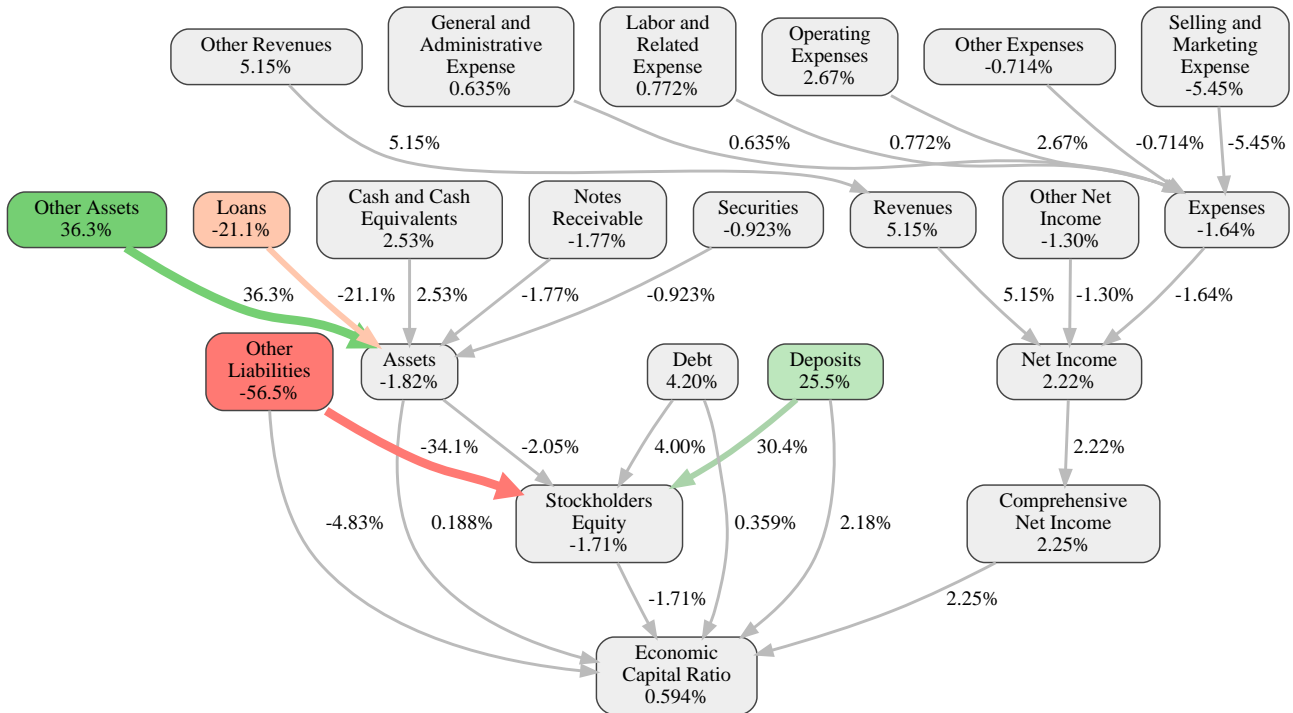 Other Revenues
5.15%
General and
Administrative
Expense
0.635%
Labor and
Related
Expense
0.772%
Operating
Expenses
2.67%
Other Expenses
-0.714%
Selling and
Marketing
Expense
-5.45%
5.15%
0.635%
0.772%
2.67%
-0.714%
-5.45%
Other Assets
36.3%
Loans
-21.1%
Cash and Cash
Equivalents
2.53%
Notes
Receivable
-1.77%
Securities
-0.923%
Revenues
5.15%
Other Net
Income
-1.30%
Expenses
-1.64%
36.3%
-21.1%
2.53%
-1.77%
-0.923%
5.15%
-1.30%
-1.64%
Other
Liabilities
-56.5%
Assets
-1.82%
Debt
4.20%
Deposits
25.5%
Net Income
2.22%
-34.1%
-2.05%
4.00%
30.4%
2.22%
Stockholders
Equity
-1.71%
Comprehensive
Net Income
2.25%
-4.83%
0.188%
0.359%
2.18%
-1.71%
2.25%
Economic
Capital Ratio
0.594%